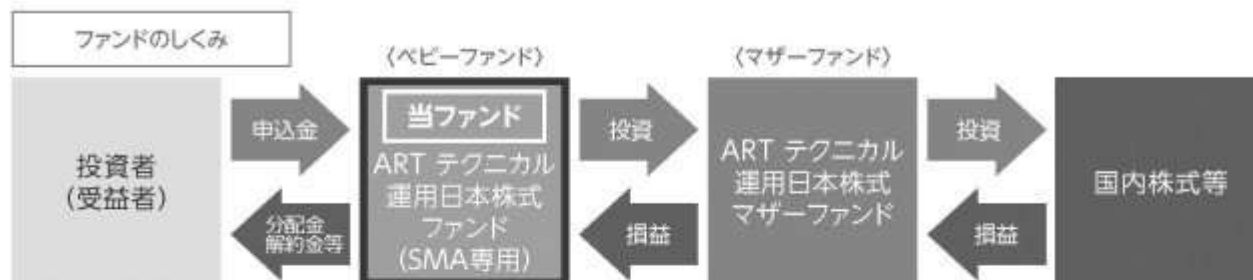 ファンドのしくみ
〈ベビーファンド〉
〈マザーファンド〉
投資者
(受益者)
申込金
分配金
解約金等
当ファンド
ART テクニカル
運用日本株式
ファンド
(SMA専用)
投資
損益
ART テクニカル
運用日本株式
マザーファンド
投資
損益
国内株式等